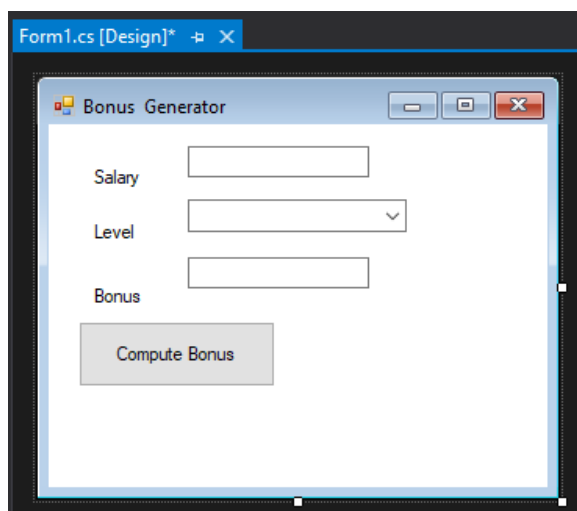 Form1.cs [Design]*
Bonus Generator
Salary
Level
Bonus
Compute Bonus